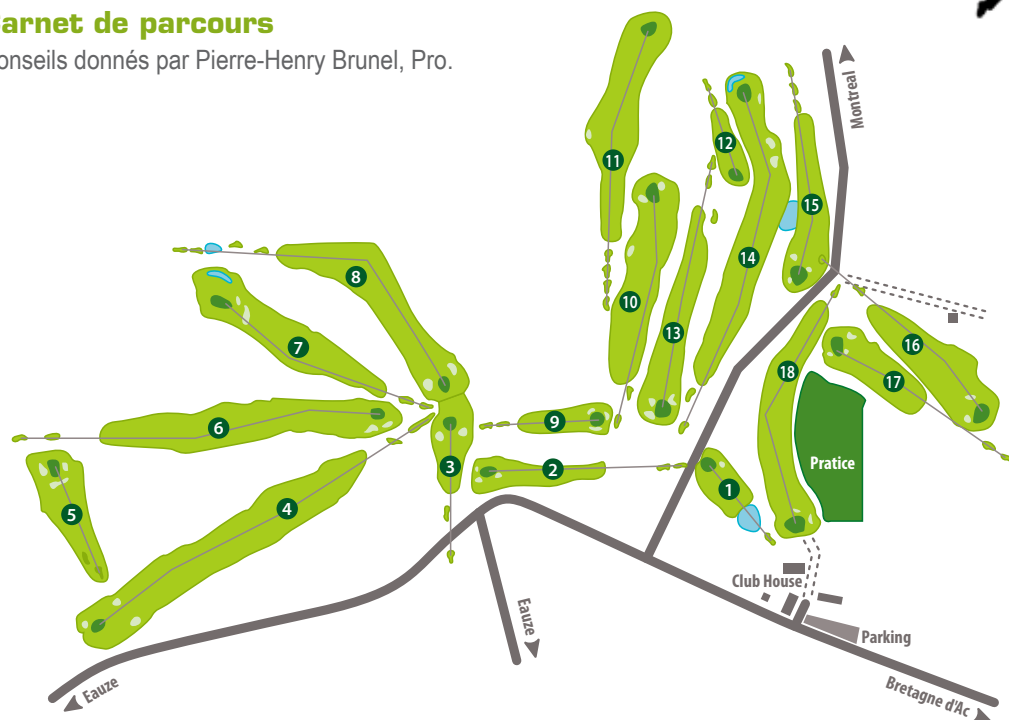 arnet de parcours
onseils donnés par Pierre-Henry Brunel, Pro.
Montreal
11
12
15
10
14
8
13
7
16
18
17
9
6
2
3
Pratice
1
4
5
Club House
Eauze
Parking
Eauze
Bretagne d'Ac